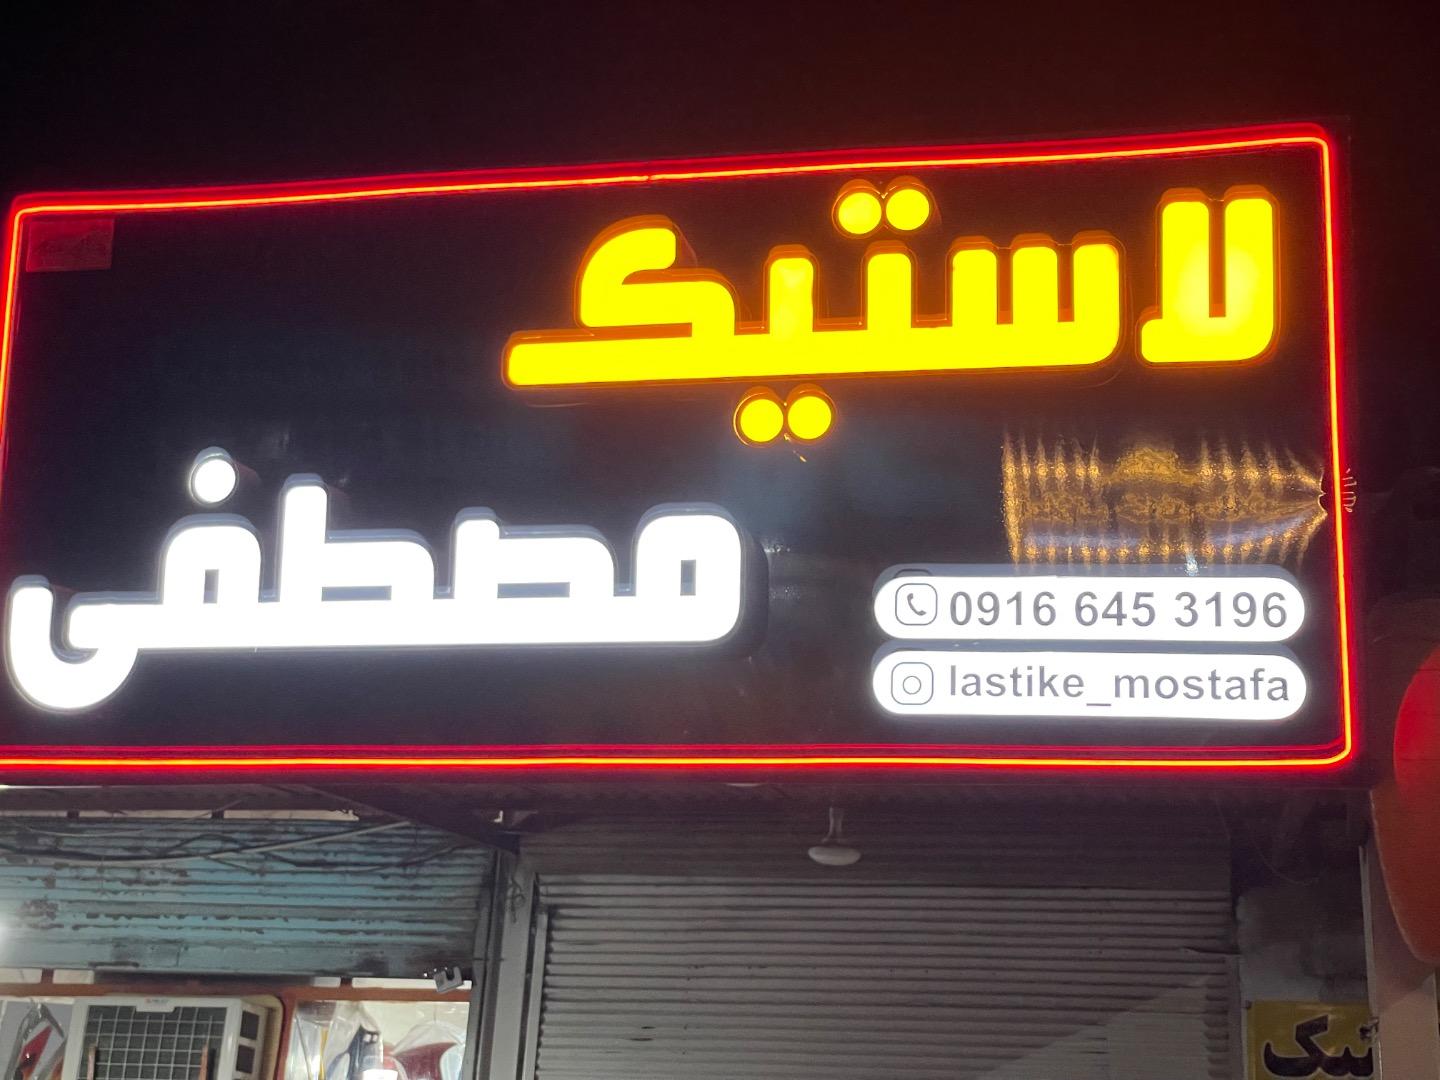 لاستیک
مصطفی
0916 645 3196
lastike_mostafa